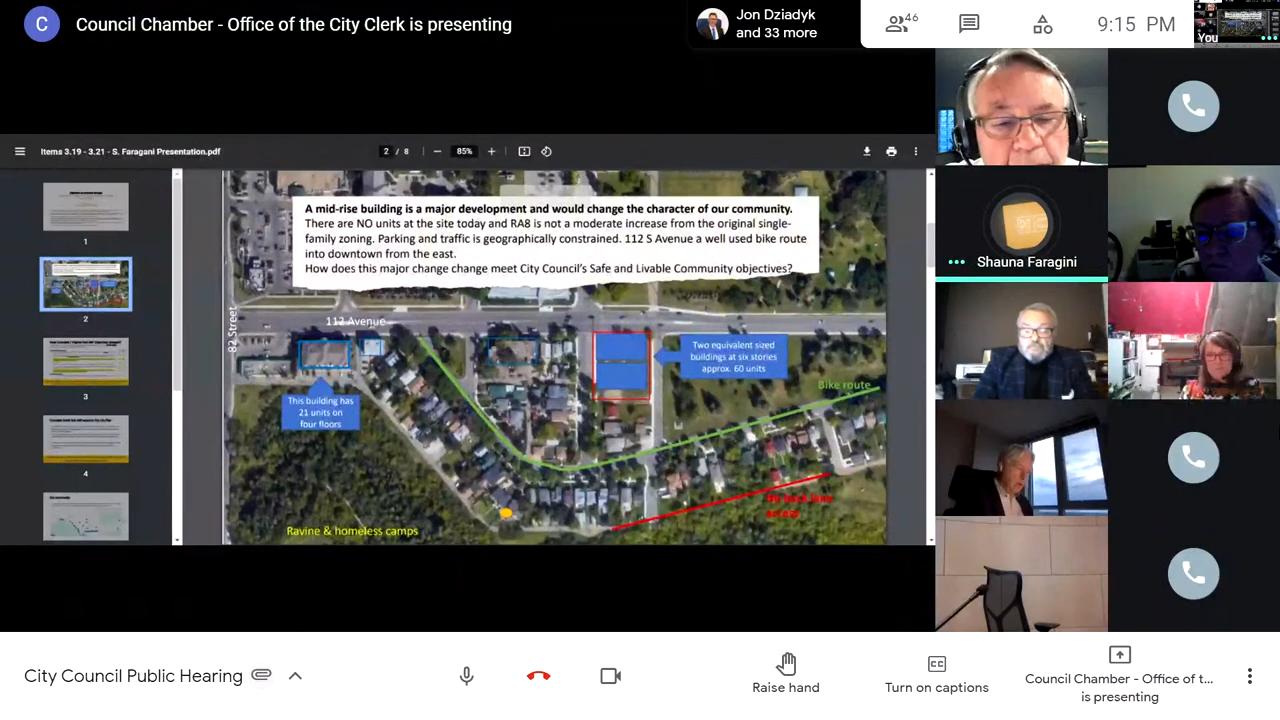 C
Council Chamber - Office of the City Clerk is presenting
Jon Dziadyk
and 33 more
46
9:15 PM
You
Items 3.19 - 3.21 - S. Faragani Presentation.pdf
2 / 8
85%
1
2
3
4
A mid-rise building is a major development and would change the character of our community.
There are NO units at the site today and RA8 is not a moderate increase from the original single-
family zoning. Parking and traffic is geographically constrained. 112 S Avenue a well used bike route
into downtown from the east.
How does this major change change meet City Council's Safe and Livable Community objectives?
82 Street
112 Avenue
Two equivalent sized
buildings at six stories
approx. 60 units
This building has
21 units on
four floors
Bike route
Ravine & homeless camps
Shauna Faragini
City Council Public Hearing
Raise hand
Turn on captions
Council Chamber - Office of t...
is presenting